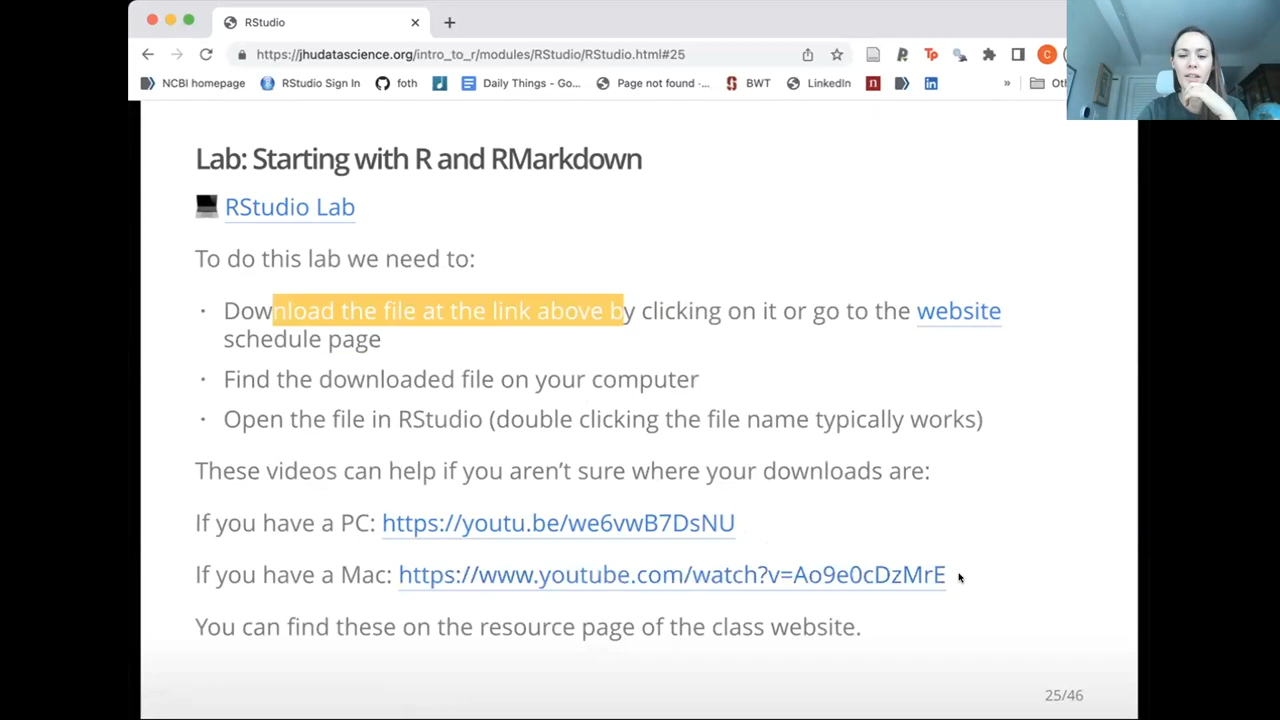 RStudio
https://jhudatascience.org/intro_to_r/modules/RStudio/RStudio.html#25
NCBI homepage
RStudio Sign In
foth
Daily Things - Go...
Page not found -...
BWT
LinkedIn
»
Lab: Starting with R and RMarkdown
RStudio Lab
To do this lab we need to:
· Download the file at the link above by clicking on it or go to the website
schedule page
· Find the downloaded file on your computer
· Open the file in RStudio (double clicking the file name typically works)
These videos can help if you aren't sure where your downloads are:
If you have a PC: https://youtu.be/we6vwB7DsNU
If you have a Mac: https://www.youtube.com/watch?v=Ao9e0cDzMrE
You can find these on the resource page of the class website.
25/46